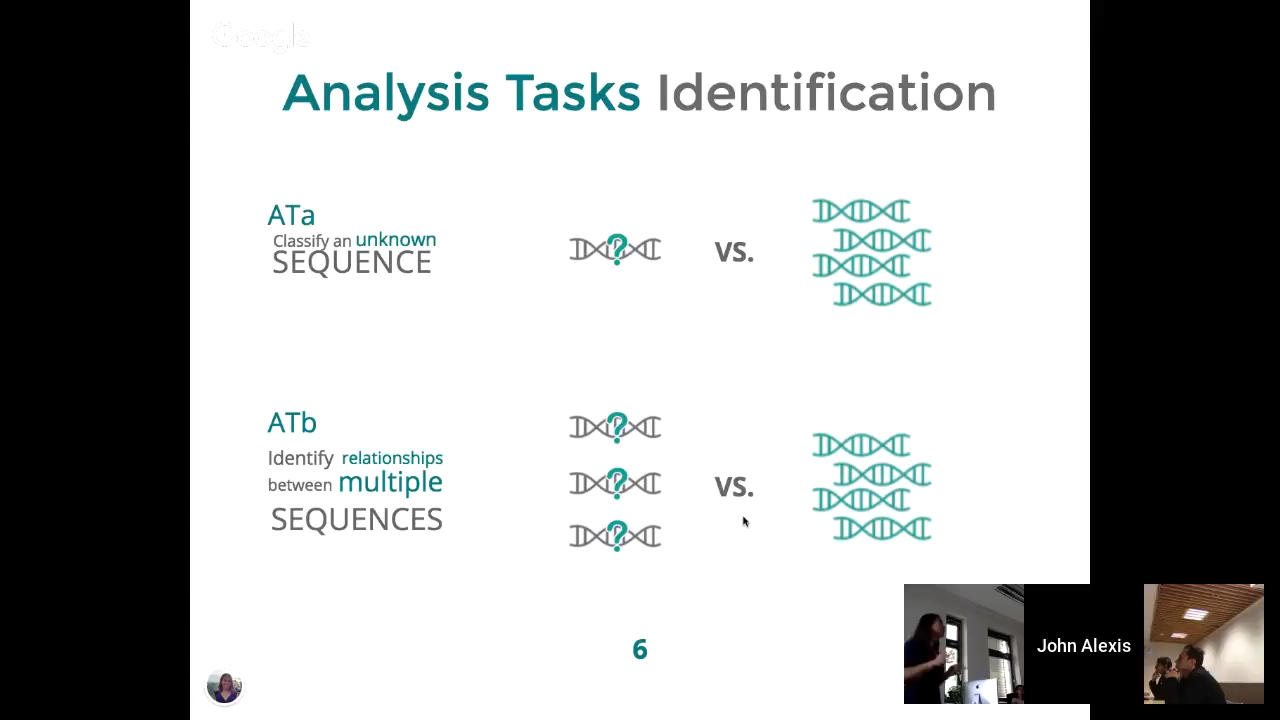 Google
Analysis Tasks Identification
ATa
Classify an unknown
SEQUENCE
?
VS.
ATb
Identify relationships
between multiple
SEQUENCES
?
?
?
VS.
6
John Alexis